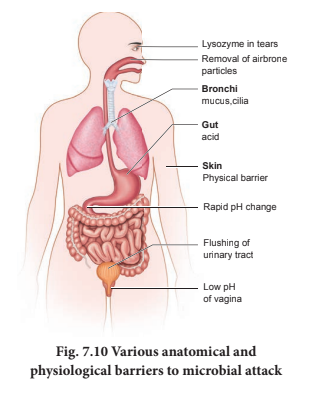 Lysozyme in tears
Removal of airbrone
particles
Bronchi
mucus,cilia
Gut
acid
Skin
Physical barrier
Rapid pH change
Flushing of
urinary tract
Low pH
of vagina
Fig. 7.10 Various anatomical and
physiological barriers to microbial attack